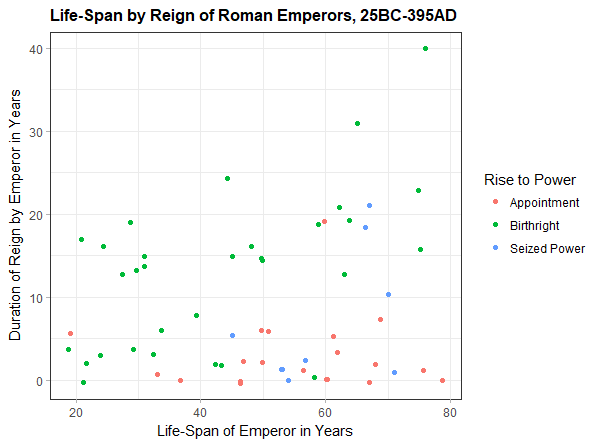 Life-Span by Reign of Roman Emperors, 25BC-395AD
Duration of Reign by Emperor in Years
40
30
20
10
0
20
40
60
80
Life-Span of Emperor in Years
Rise to Power
Appointment
Birthright
Seized Power